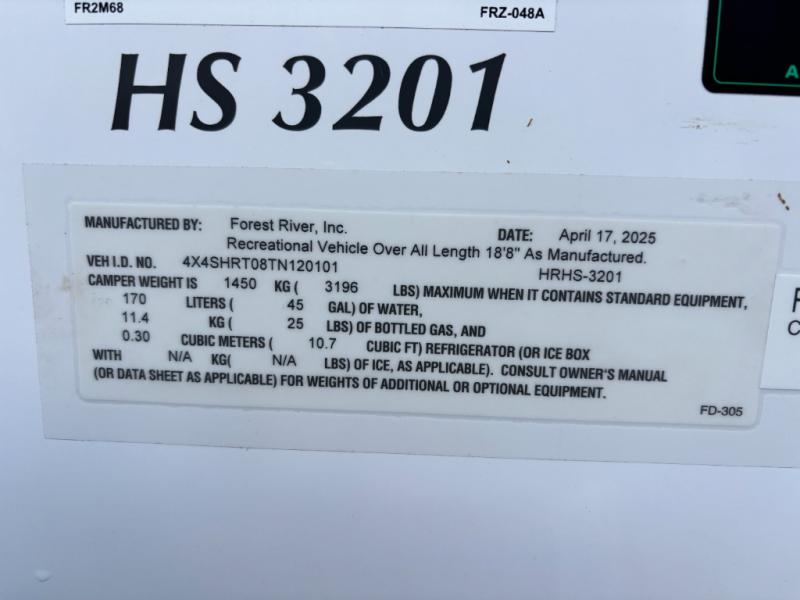 FR2M68 FRZ-048A
HS 3201
MANUFACTURED BY: Forest River, Inc. DATE: April 17, 2025
Recreational Vehicle Over All Length 18'8" As Manufactured.
VEH I.D. NO. 4X4SHRT08TN120101 HRHS-3201
CAMPER WEIGHT IS 1450 KG ( 3196 LBS) MAXIMUM WHEN IT CONTAINS STANDARD EQUIPMENT,
170 LITERS ( 45 GAL) OF WATER,
11.4 KG ( 25 LBS) OF BOTTLED GAS, AND
0.30 CUBIC METERS ( 10.7 CUBIC FT) REFRIGERATOR (OR ICE BOX
WITH N/A KG( N/A LBS) OF ICE, AS APPLICABLE). CONSULT OWNER'S MANUAL
(OR DATA SHEET AS APPLICABLE) FOR WEIGHTS OF ADDITIONAL OR OPTIONAL EQUIPMENT.
FD-305